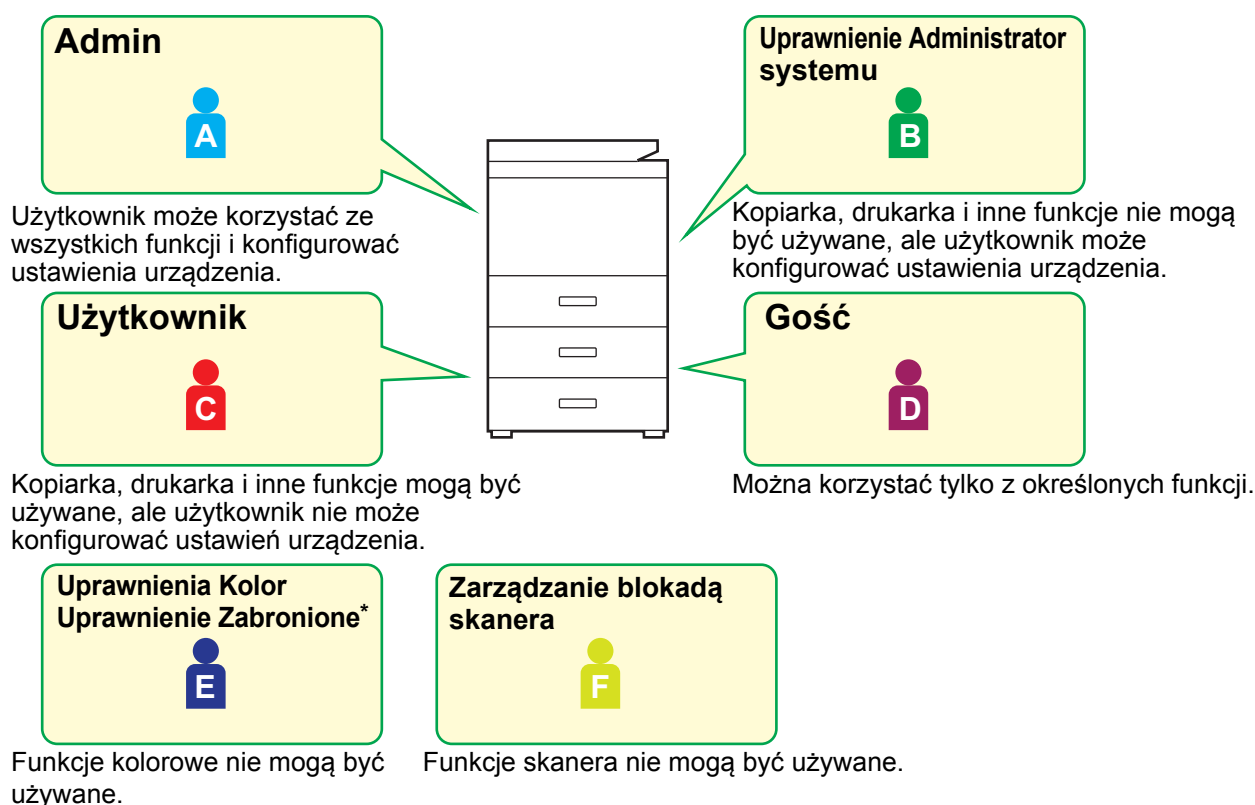 Admin
A
Użytkownik może korzystać ze
wszystkich funkcji i konfigurować
ustawienia urządzenia.
Uprawnienie Administrator
systemu
B
Kopiarka, drukarka i inne funkcje nie mogą
być używane, ale użytkownik może
konfigurować ustawienia urządzenia.
Użytkownik
C
Kopiarka, drukarka i inne funkcje mogą być
używane, ale użytkownik nie może
konfigurować ustawień urządzenia.
Gość
D
Można korzystać tylko z określonych funkcji.
Uprawnienia Kolor
Uprawnienie Zabronione*
E
Funkcje kolorowe nie mogą być
używane.
Zarządzanie blokadą
skanera
F
Funkcje skanera nie mogą być używane.